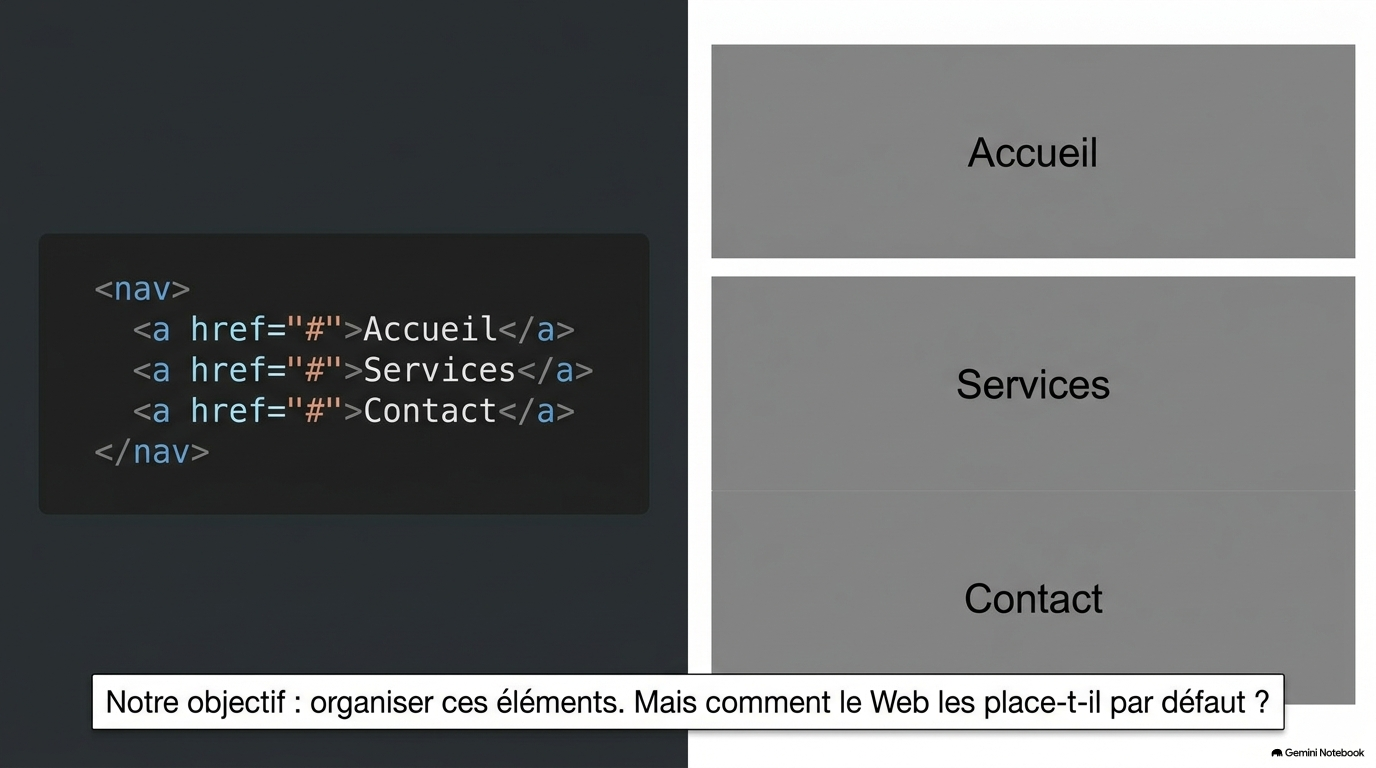 <nav>
<a href="#">Accueil</a>
<a href="#">Services</a>
<a href="#">Contact</a>
</nav>
Accueil
Services
Contact
Notre objectif : organiser ces éléments. Mais comment le Web les place-t-il par défaut ?
Gemini Notebook